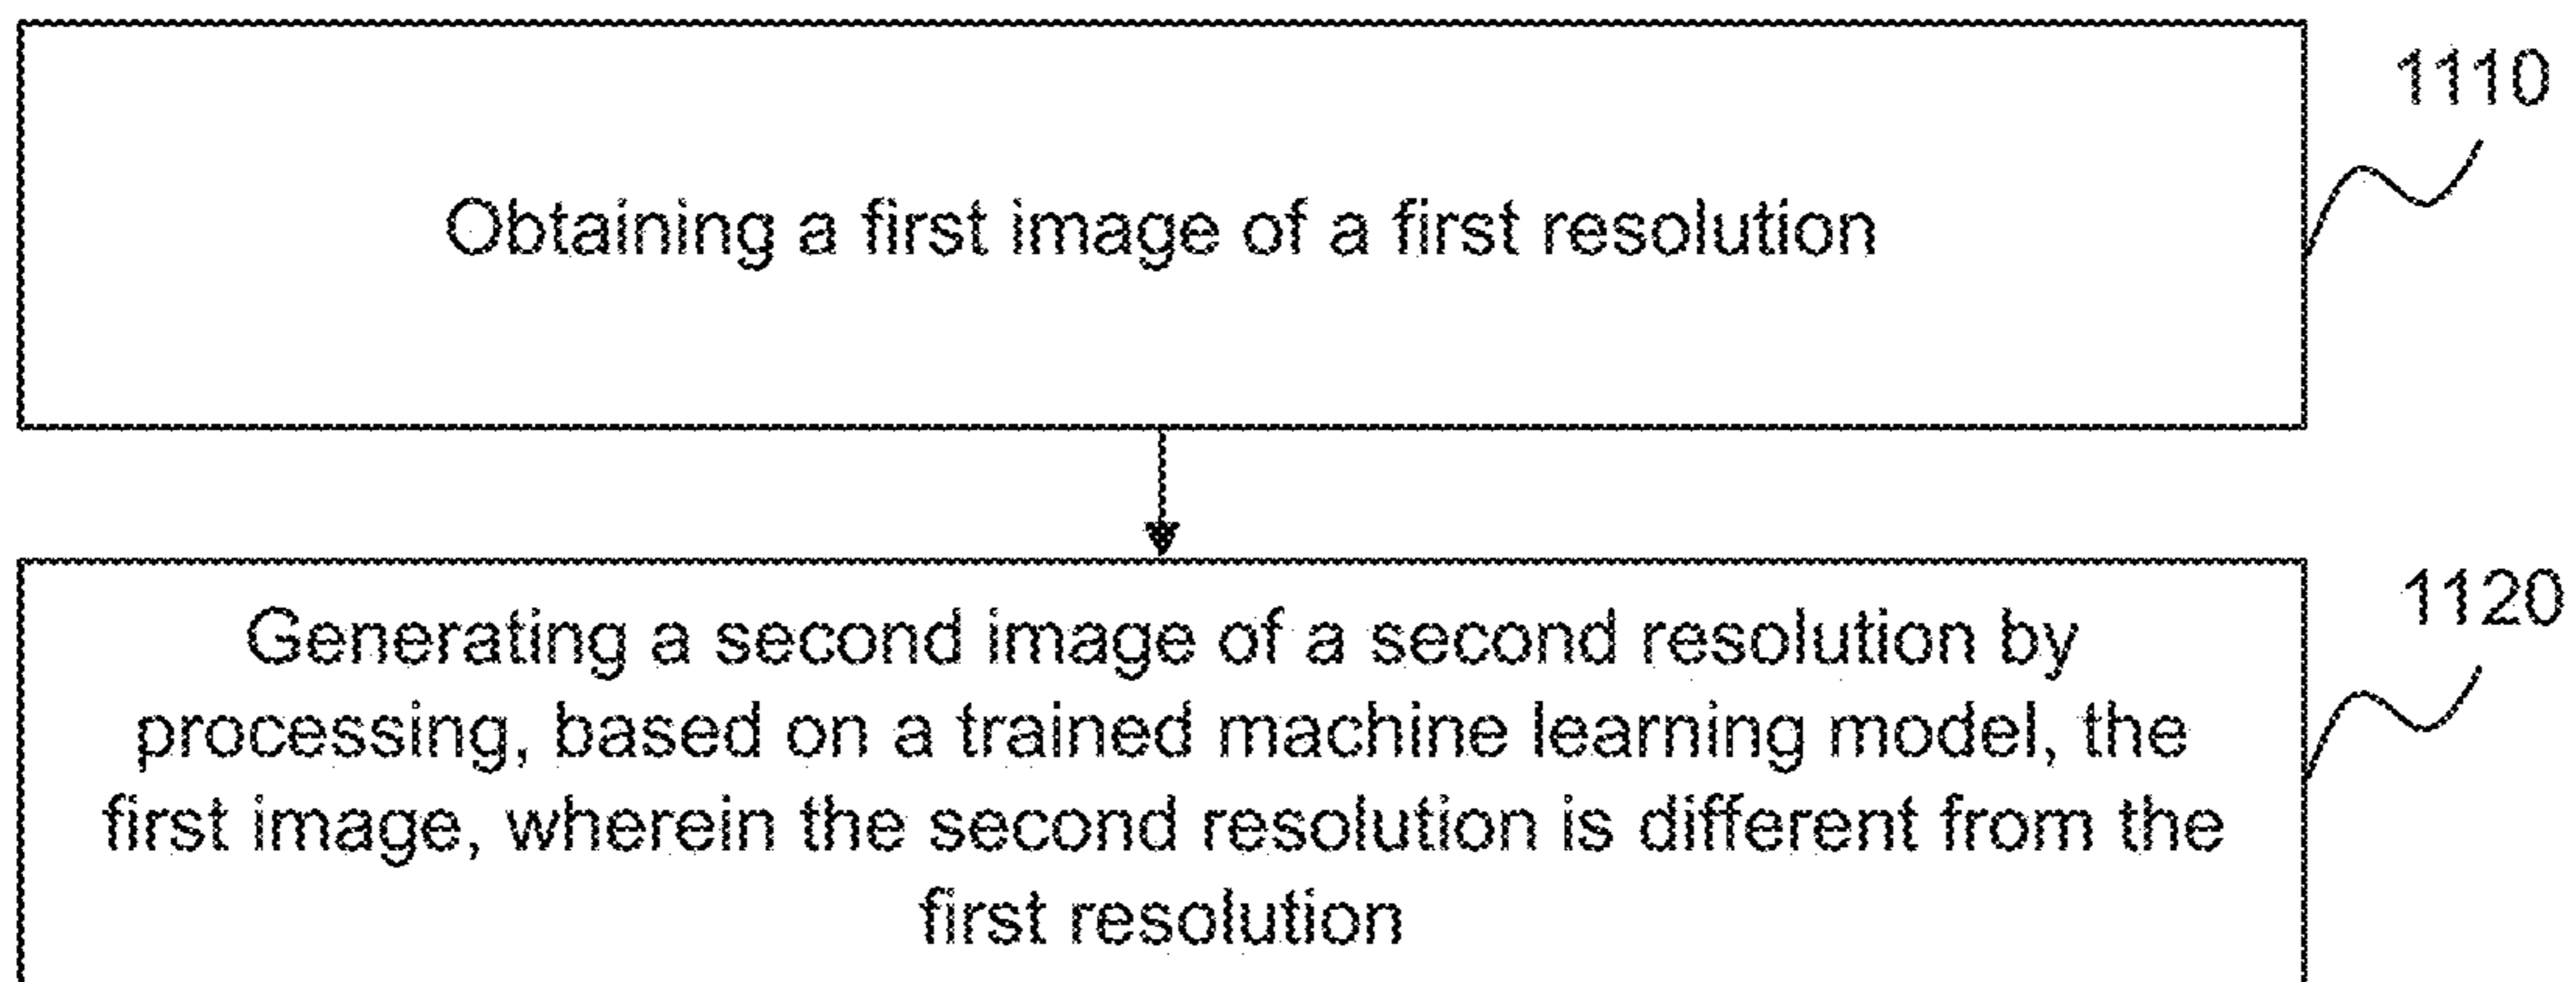 1110
Obtaining a first image of a first resolution
1120
Generating a second image of a second resolution by
processing, based on a trained machine learning model, the
first image, wherein the second resolution is different from the
first resolution